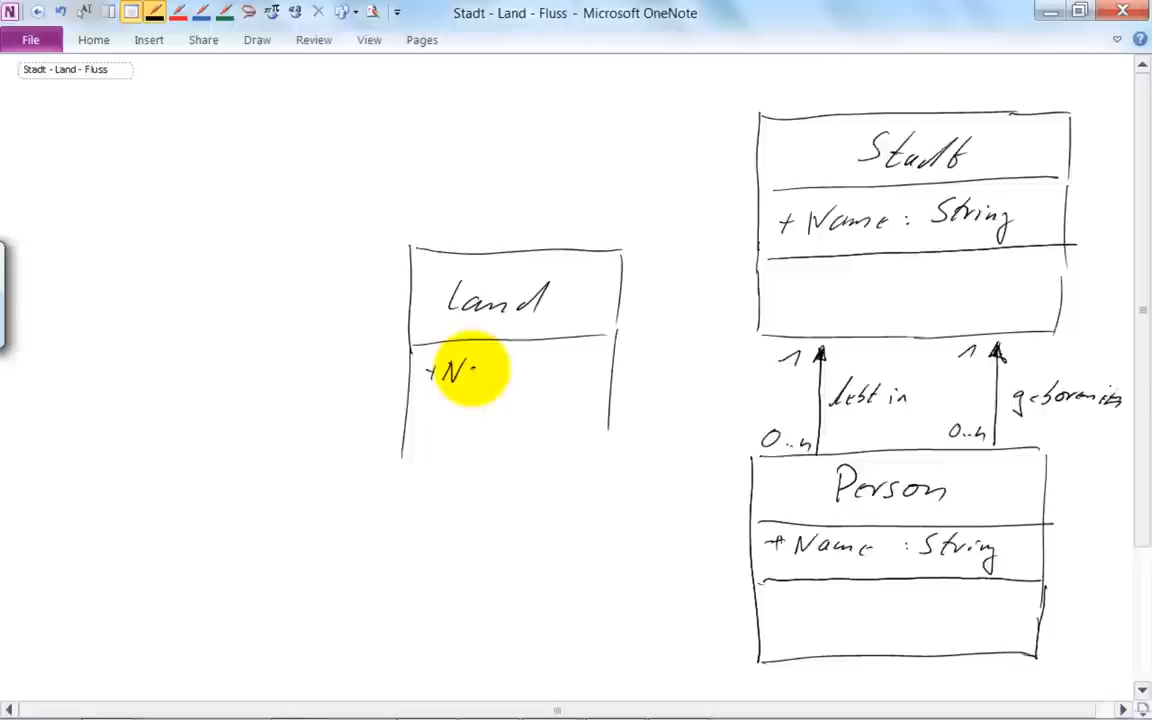 Stadt - Land - Fluss - Microsoft OneNote
File Home Insert Share Draw Review View Pages
Stadt - Land - Fluss
Stadt
+ Name : String
Land
+ N
1 1
lebt in geboren in
0..n 0..n
Person
+ Name : String